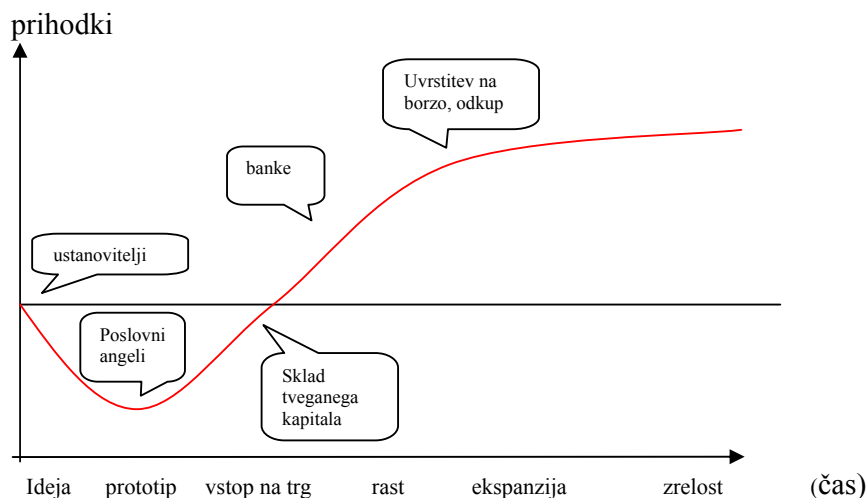 prihodki
Uvrstitev na
borzo, odkup
banke
ustanovitelji
Poslovni
angeli
Sklad
tveganega
kapitala
Ideja prototip vstop na trg rast ekspanzija zrelost (čas)